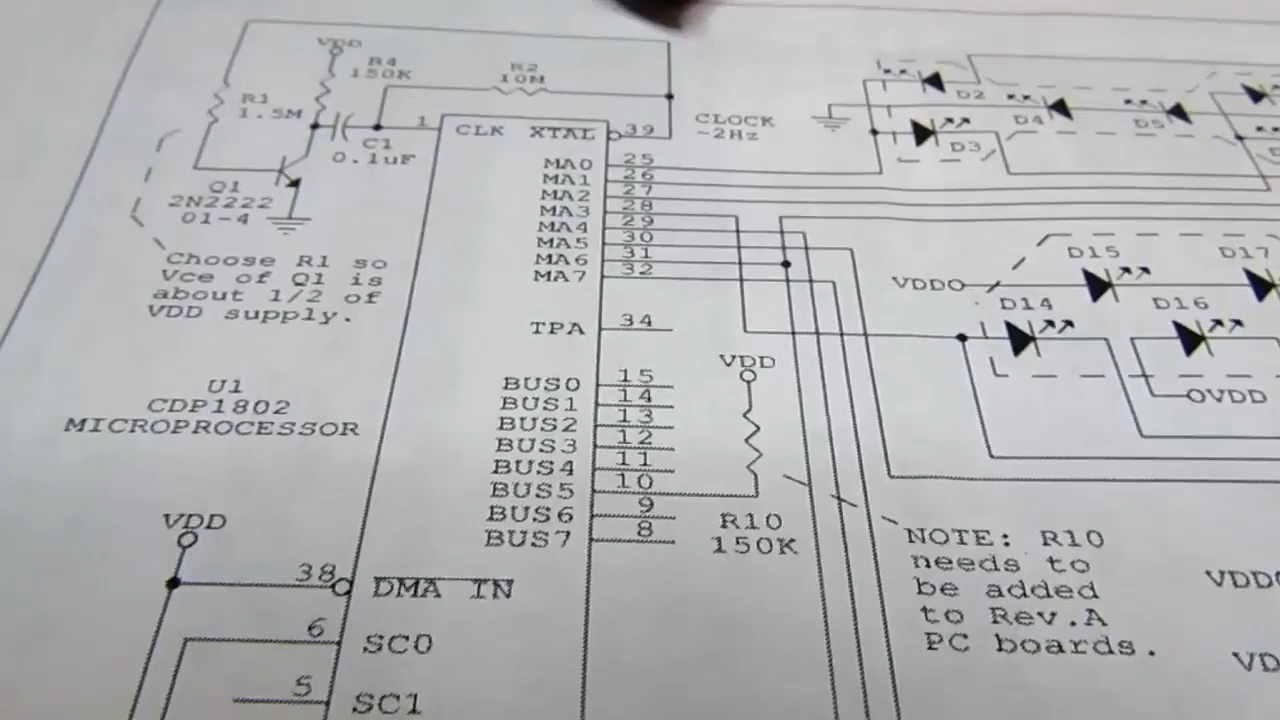 VDD
R4
150K
R2
10M
R1
1.5M
C1
0.1uF
1
CLK XTAL
39
CLOCK
~2Hz
Q1
2N2222
01-4
Choose R1 so
Vce of Q1 is
about 1/2 of
VDD supply.
U1
CDP1802
MICROPROCESSOR
MA0 25
MA1 26
MA2 27
MA3 28
MA4 29
MA5 30
MA6 31
MA7 32
TPA 34
BUS0 15
BUS1 14
BUS2 13
BUS3 12
BUS4 11
BUS5 10
BUS6 9
BUS7 8
VDD
R10
150K
NOTE: R10
needs to
be added
to Rev.A
PC boards.
VDD
38 DMA IN
6 SC0
5 SC1
D2
D3
D4
D5
D15
D17
VDD
D14
D16
VDD
VDD
VD